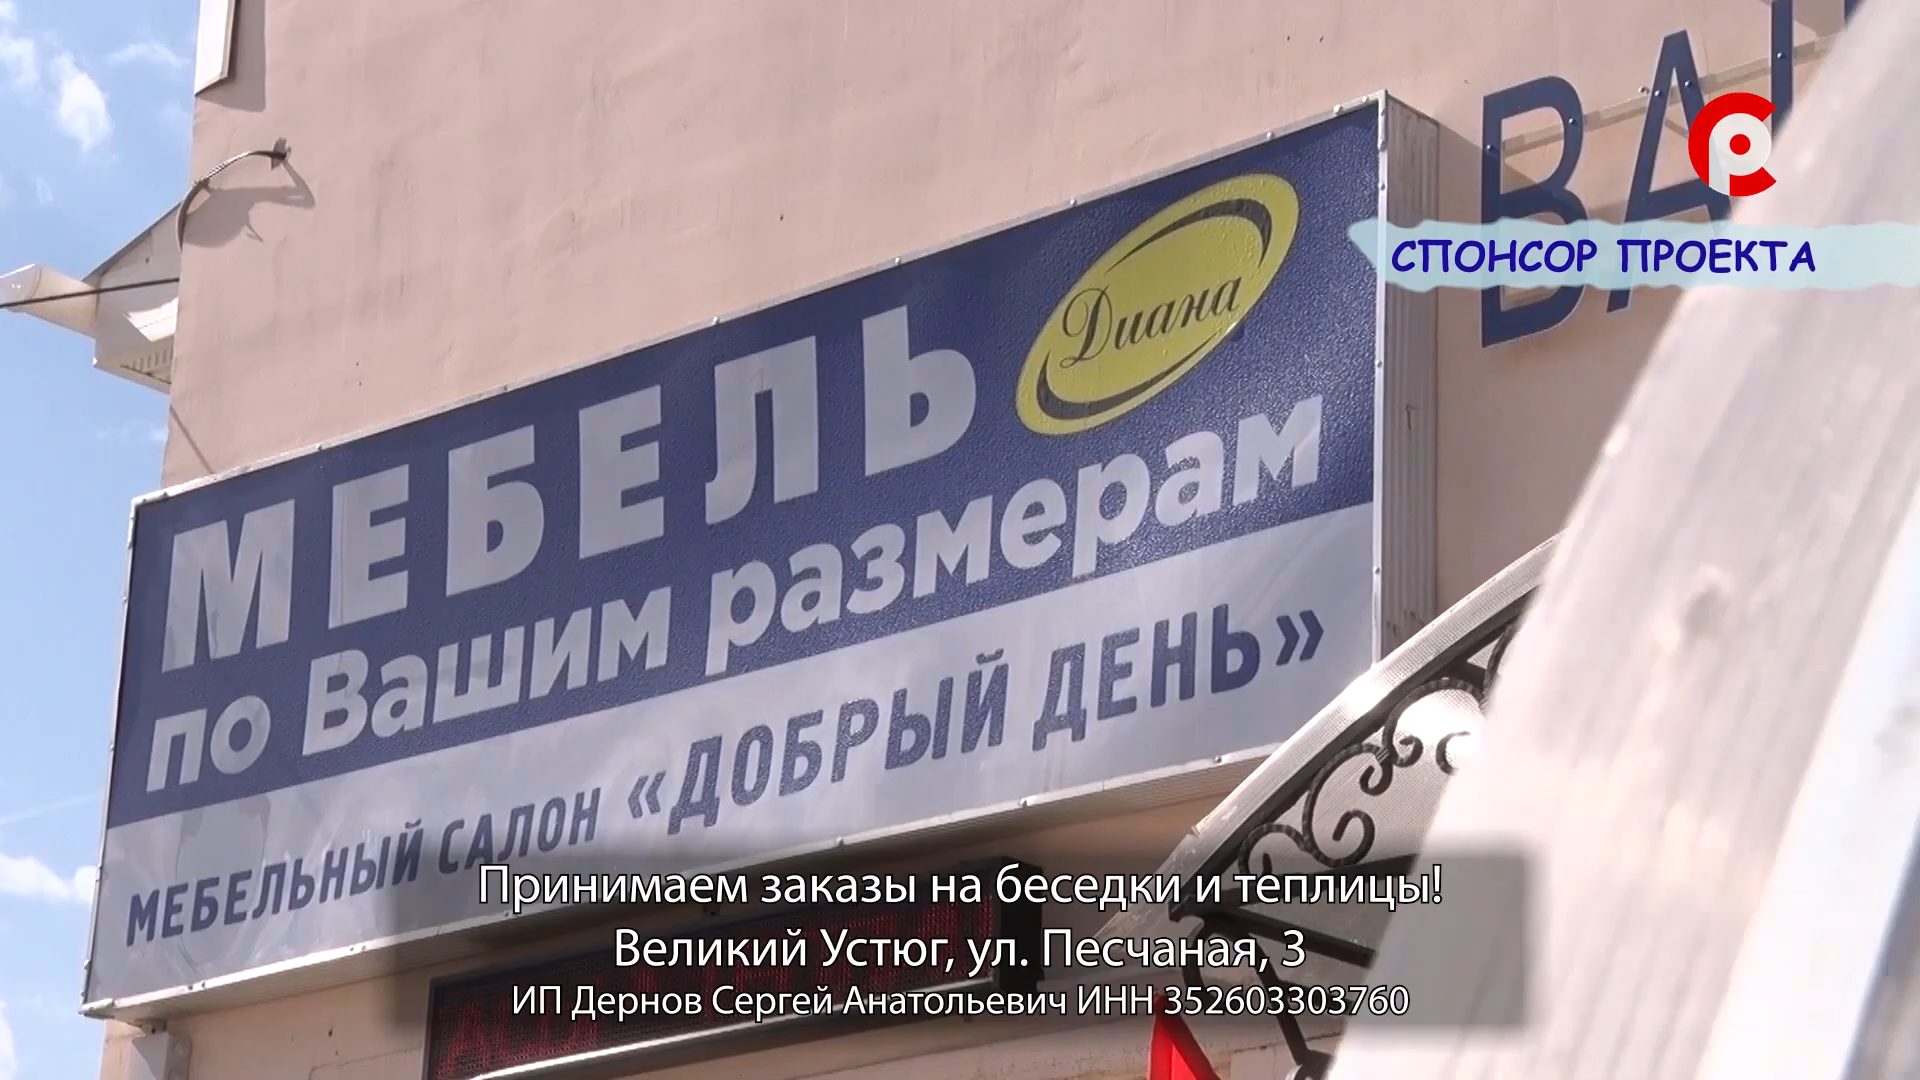 СПОНСОР ПРОЕКТА
Диана
МЕБЕЛЬ
по Вашим размерам
МЕБЕЛЬНЫЙ САЛОН «ДОБРЫЙ ДЕНЬ»
Принимаем заказы на беседки и теплицы!
Великий Устюг, ул. Песчаная, 3
ИП Дернов Сергей Анатольевич ИНН 352603303760